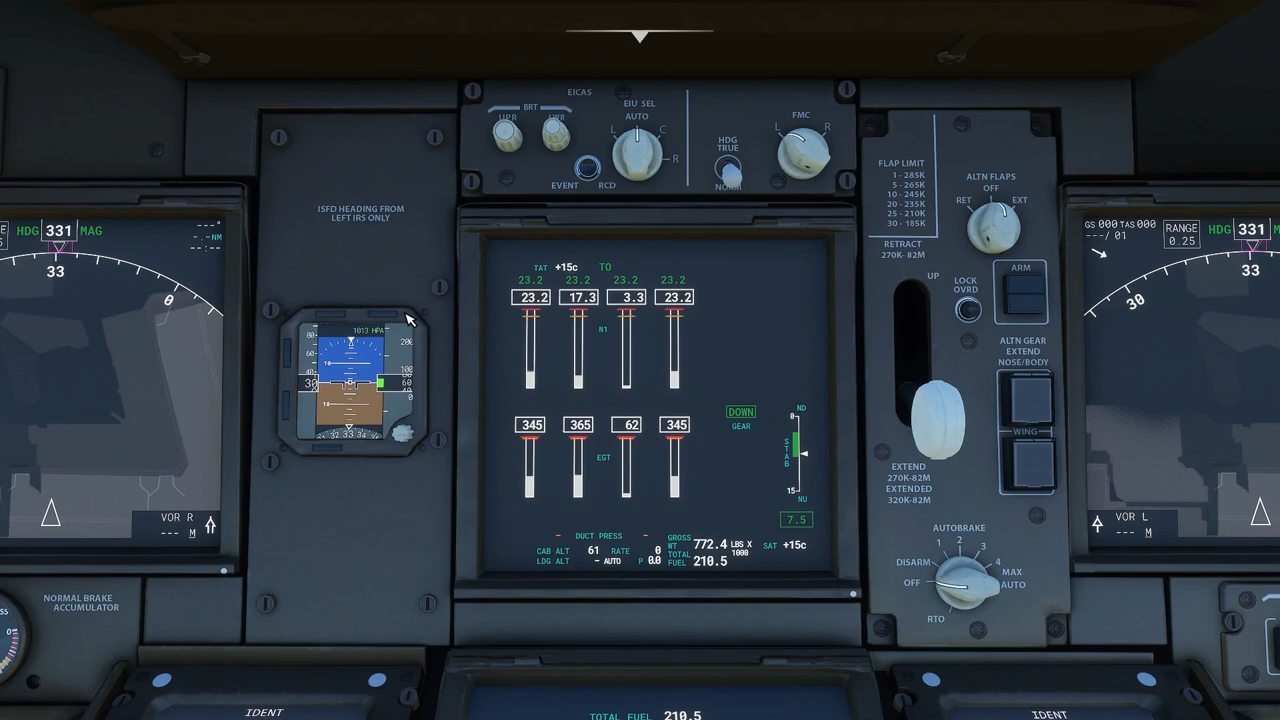 EICAS
BRT
UPR
LWR
EIU SEL
AUTO
L
C
R
EVENT
RCD
HDG
TRUE
NORM
FMC
L R
ISFD HEADING FROM
LEFT IRS ONLY
FLAP LIMIT
1 - 285K
5 - 265K
10 - 245K
20 - 235K
25 - 210K
30 - 185K
RETRACT
270K- 82M
ALTN FLAPS
OFF
RET EXT
UP
LOCK
OVRD
ARM
ALTN GEAR
EXTEND
NOSE/BODY
WING
EXTEND
270K-82M
EXTENDED
320K-82M
AUTOBRAKE
1 2 3 4
DISARM
MAX
AUTO
OFF
RTO
HDG 331 MAG
33
0
-.-NM
VOR R
--- M
1013 HPA
TAT +15c TO
23.2 23.2 23.2 23.2
23.2 17.3 3.3 23.2
N1
345 365 62 345
EGT
DOWN
GEAR
ND
0
STAB
15
NU
7.5
DUCT PRESS
CAB ALT 61 RATE 0
LDG ALT - AUTO P 0.0
GROSS
WT 772.4 LBS X
1000
TOTAL
FUEL 210.5
SAT +15c
GS 000 TAS 000
---/ 01
RANGE
0.25
HDG 331
33
30
VOR L
--- M
NORMAL BRAKE
ACCUMULATOR
IDENT
TOTAL FUEL 210.5
IDENT